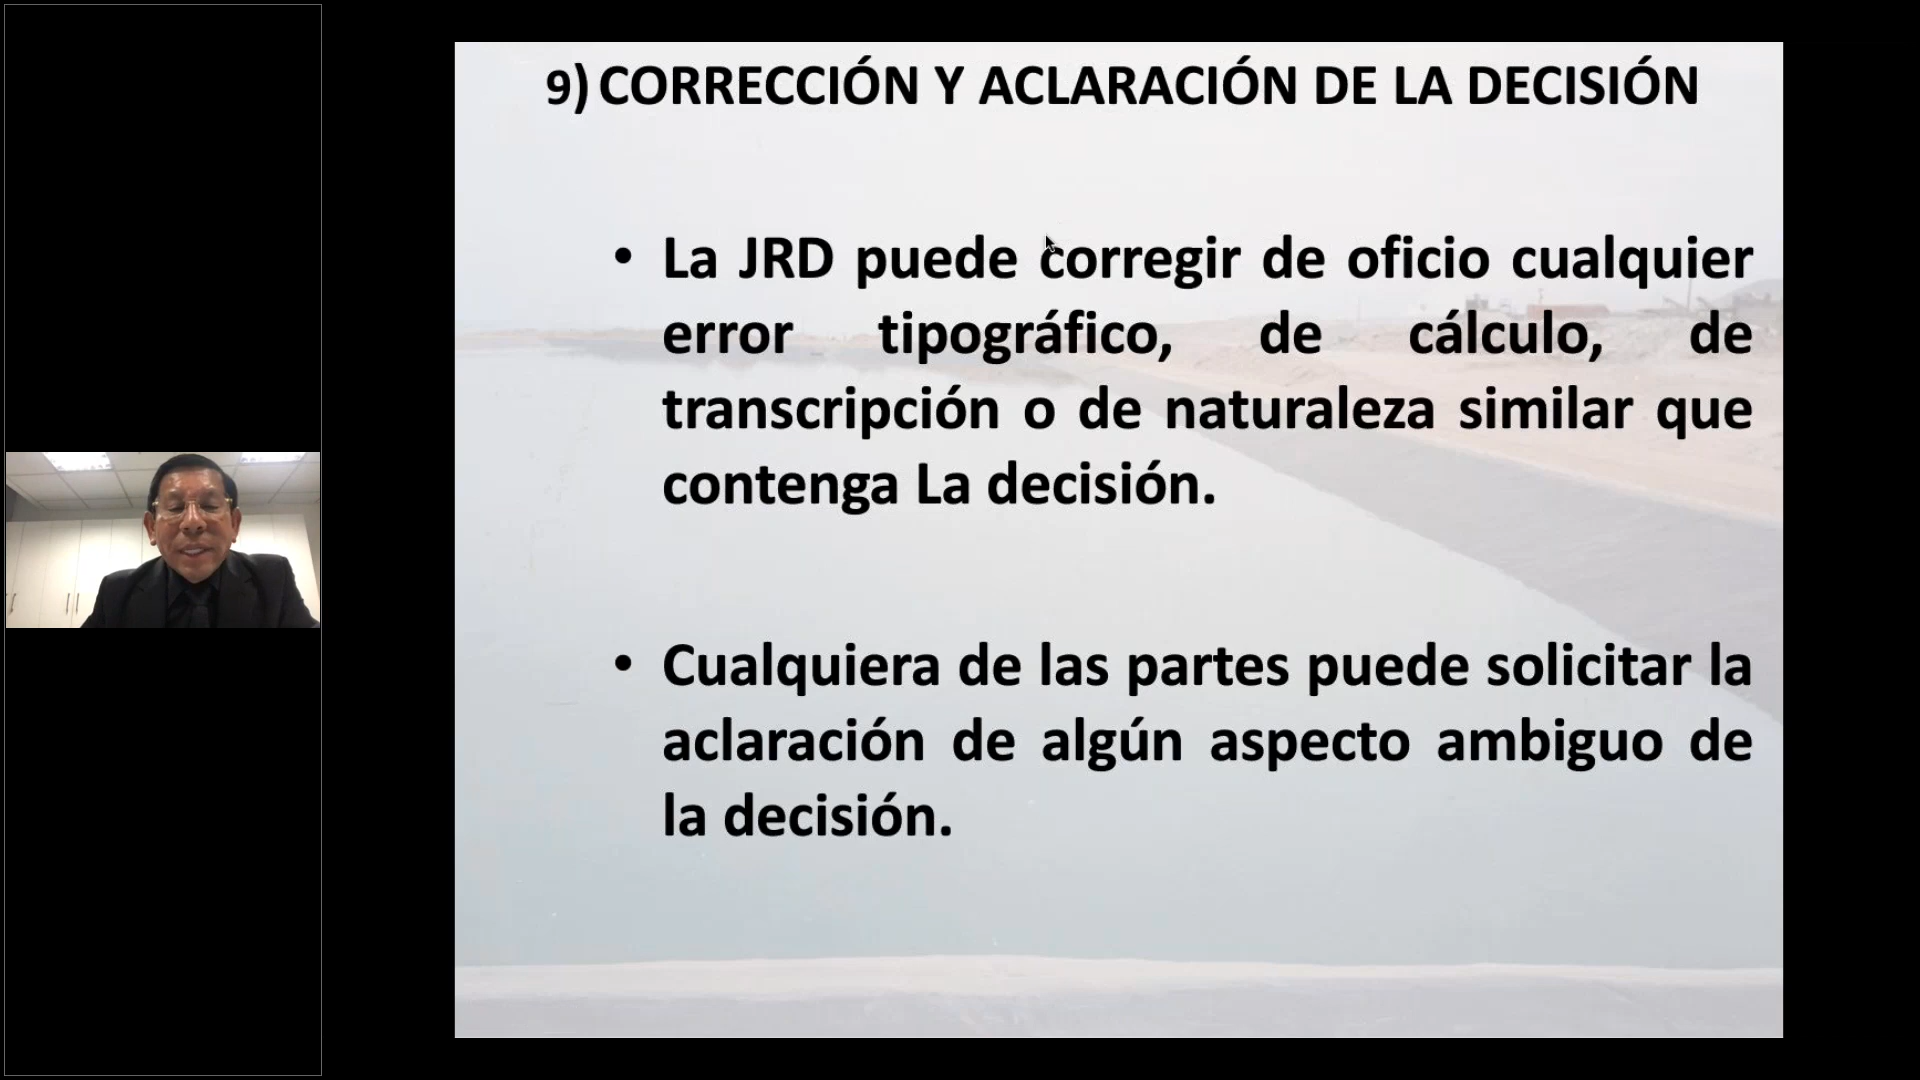 9) CORRECCIÓN Y ACLARACIÓN DE LA DECISIÓN
• La JRD puede corregir de oficio cualquier
error tipográfico, de cálculo, de
transcripción o de naturaleza similar que
contenga La decisión.
• Cualquiera de las partes puede solicitar la
aclaración de algún aspecto ambiguo de
la decisión.